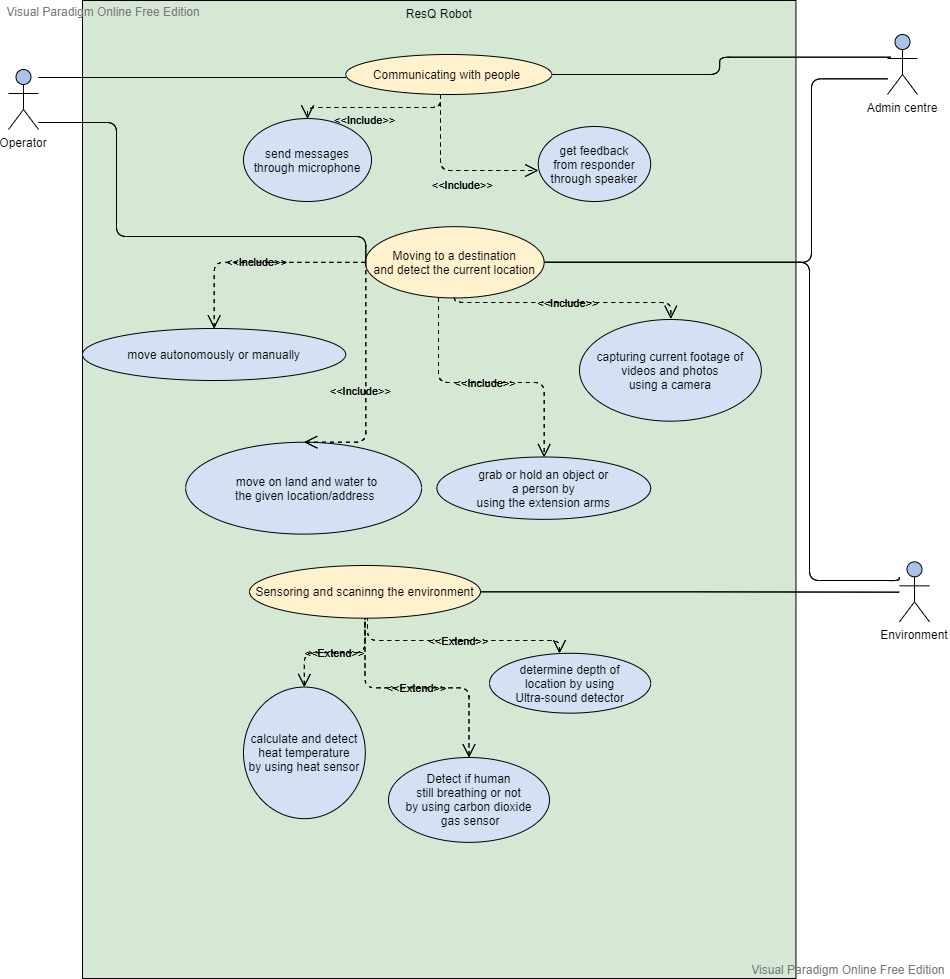 Visual Paradigm Online Free Edition
ResQ Robot
Communicating with people
Admin centre
Operator
<<Include>>
send messages
through microphone
get feedback
from responder
through speaker
<<Include>>
Moving to a destination
and detect the current location
<<Include>>
<<Include>>
move autonomously or manually
capturing current footage of
videos and photos
using a camera
<<Include>>
<<Include>>
move on land and water to
the given location/address
grab or hold an object or
a person by
using the extension arms
Sensoring and scaninng the environment
Environment
<<Extend>>
<<Extend>>
determine depth of
location by using
Ultra-sound detector
<<Extend>>
calculate and detect
heat temperature
by using heat sensor
Detect if human
still breathing or not
by using carbon dioxide
gas sensor
Visual Paradigm Online Free Edition